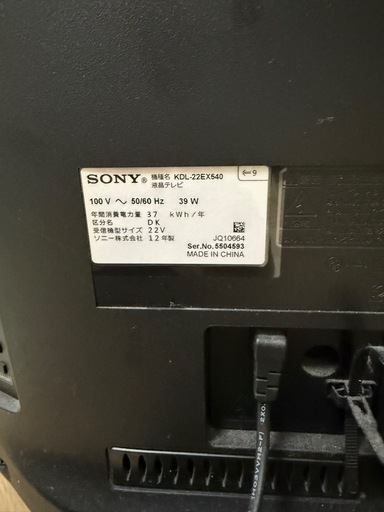 SONY® 機種名 KDL-22EX540
液晶テレビ
9
100 V ～ 50/60 Hz 39 W
年間消費電力量 37 kWh/年
区分名 DK
受信機型サイズ 22V
ソニー株式会社 12年製
JQ10664
Ser.No. 5504593
MADE IN CHINA